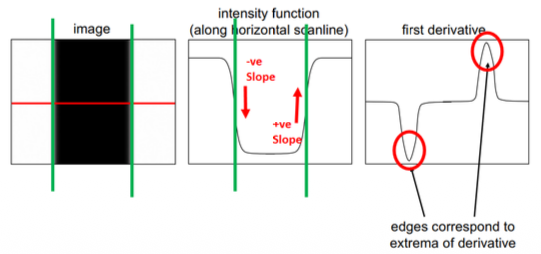 image
intensity function
(along horizontal scanline)
first derivative
-ve
Slope
+ve
Slope
edges correspond to
extrema of derivative